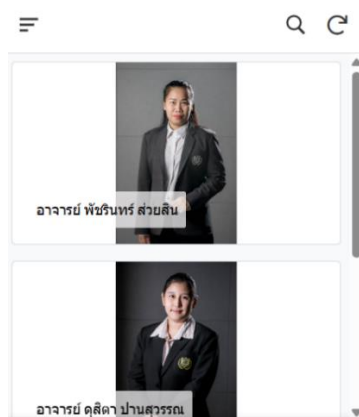 อาจารย์ พัชรินทร์ ส่วยสิน
อาจารย์ ดุสิตา ปานสุวรรณ